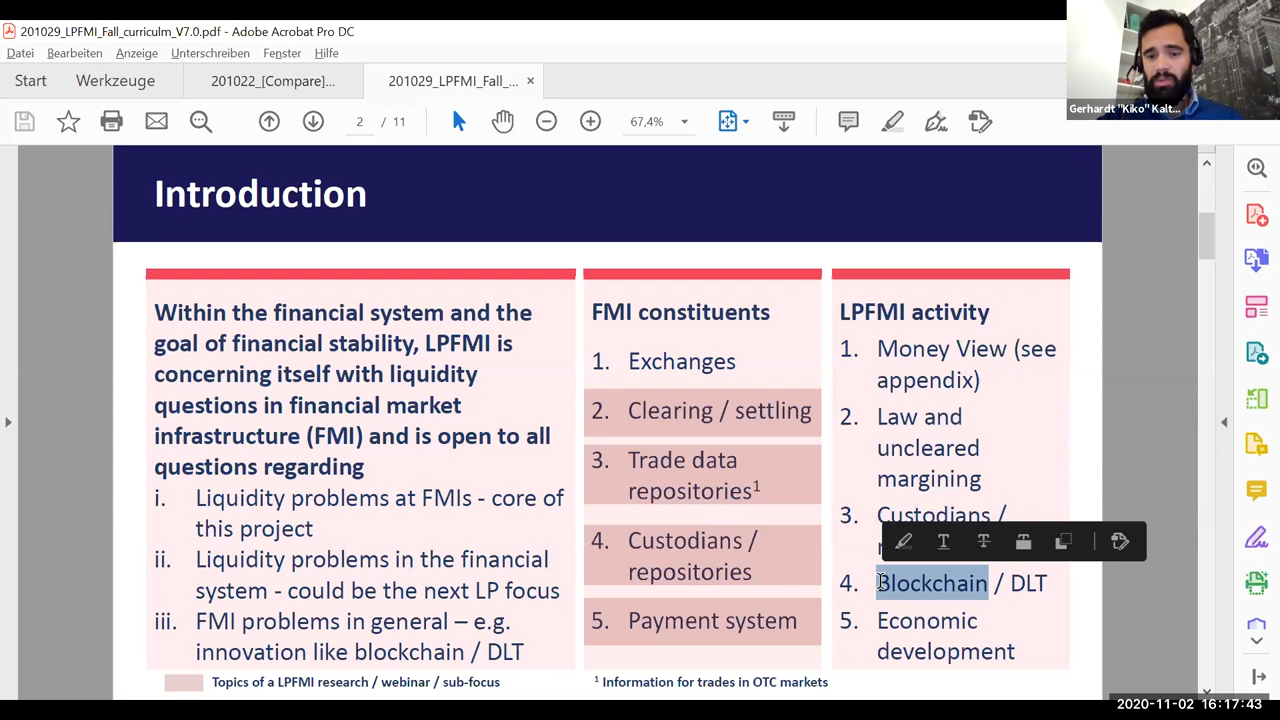 201029_LPFMI_Fall_curriculm_V7.0.pdf - Adobe Acrobat Pro DC
Datei Bearbeiten Anzeige Unterschreiben Fenster Hilfe
Start Werkzeuge 201022_[Compare]... 201029_LPFMI_Fall_... ×
2 / 11 67,4%
Gerhardt "Kiko" Kalt...
Introduction
Within the financial system and the
goal of financial stability, LPFMI is
concerning itself with liquidity
questions in financial market
infrastructure (FMI) and is open to all
questions regarding
i. Liquidity problems at FMIs - core of
this project
ii. Liquidity problems in the financial
system - could be the next LP focus
iii. FMI problems in general – e.g.
innovation like blockchain / DLT
FMI constituents
1. Exchanges
2. Clearing / settling
3. Trade data
repositories¹
4. Custodians /
repositories
5. Payment system
LPFMI activity
1. Money View (see
appendix)
2. Law and
uncleared
margining
3. Custodians /
4. Blockchain / DLT
5. Economic
development
Topics of a LPFMI research / webinar / sub-focus
¹ Information for trades in OTC markets
2020-11-02 16:17:43